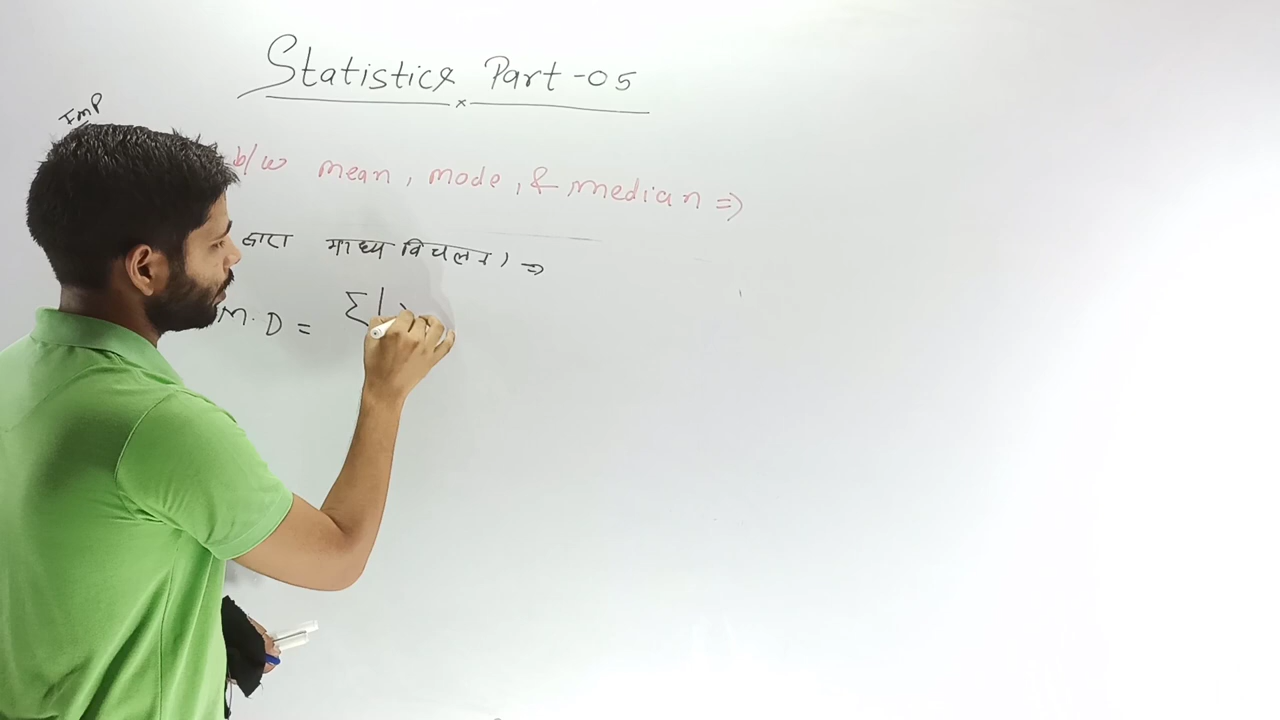 Statistics Part-05
Imp
b/w mean, mode, & median ⇒
द्वारा माध्य विचलन) ⇒
M.D = Σ|